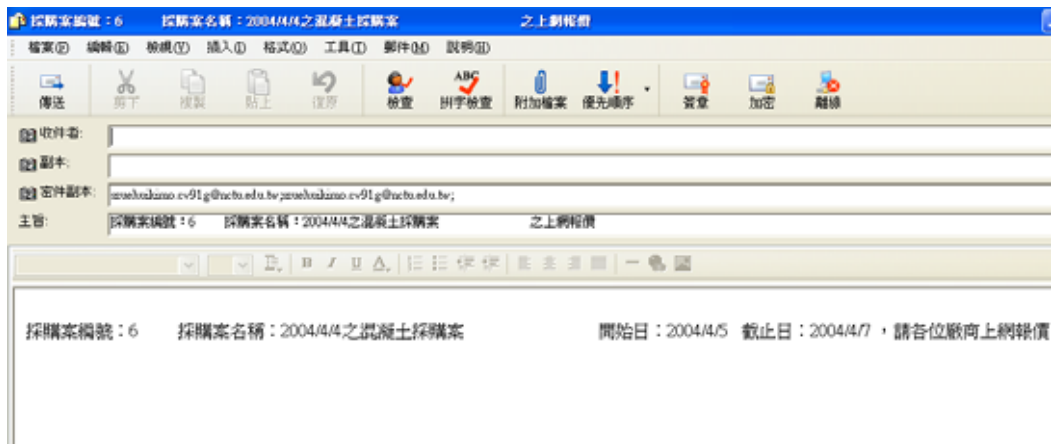 採購案編號：6 採購案名稱：2004/4/4之混凝土採購案 之上網報價
檔案(F) 編輯(E) 檢視(V) 插入(I) 格式(O) 工具(T) 郵件(M) 說明(H)
傳送 剪下 複製 貼上 復原 檢查 拼字檢查 附加檔案 優先順序 簽章 加密 離線
收件者:
副本:
密件副本:
主旨: 採購案編號：6 採購案名稱：2004/4/4之混凝土採購案 之上網報價
B I U A
採購案編號：6 採購案名稱：2004/4/4之混凝土採購案 開始日：2004/4/5 截止日：2004/4/7 ，請各位廠商上網報價